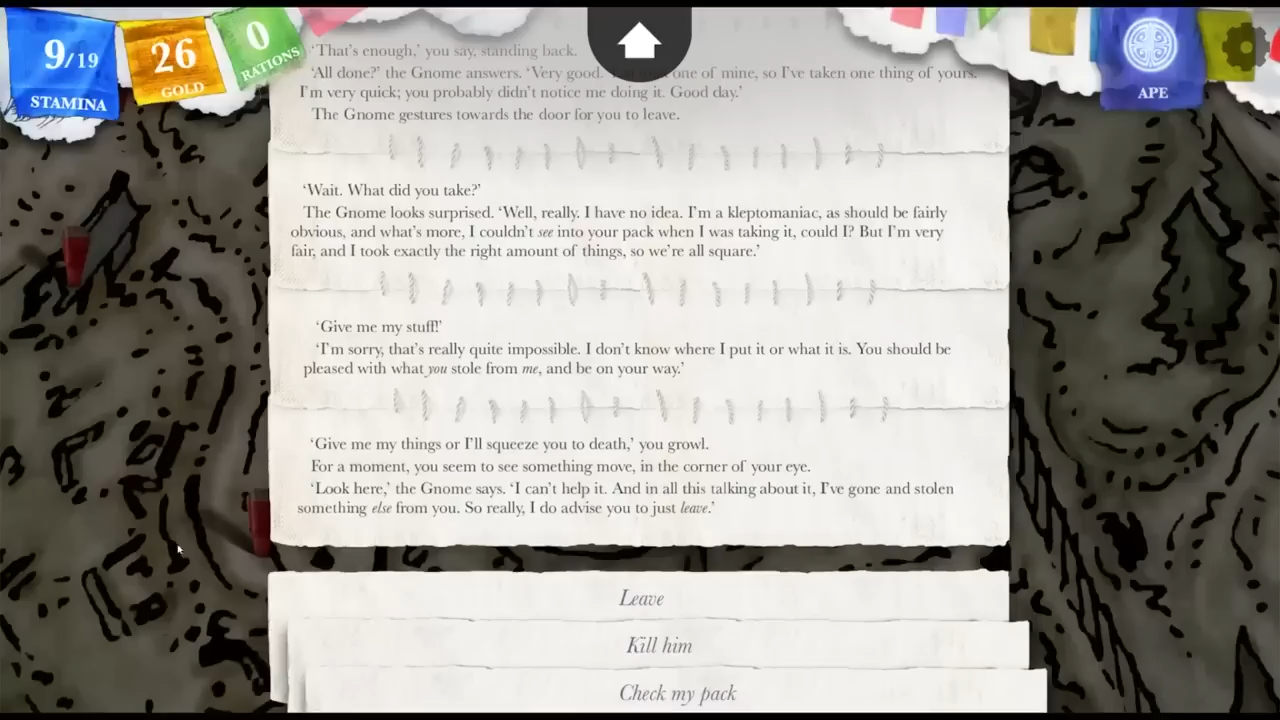 9/19
STAMINA
26
GOLD
0
RATIONS
APE
‘That's enough,’ you say, standing back.
‘All done?’ the Gnome answers. ‘Very good. one of mine, so I've taken one thing of yours.
I'm very quick; you probably didn't notice me doing it. Good day.’
The Gnome gestures towards the door for you to leave.
‘Wait. What did you take?’
The Gnome looks surprised. ‘Well, really. I have no idea. I'm a kleptomaniac, as should be fairly
obvious, and what's more, I couldn't see into your pack when I was taking it, could I? But I'm very
fair, and I took exactly the right amount of things, so we're all square.’
‘Give me my stuff!’
‘I'm sorry, that's really quite impossible. I don't know where I put it or what it is. You should be
pleased with what you stole from me, and be on your way.’
‘Give me my things or I'll squeeze you to death,’ you growl.
For a moment, you seem to see something move, in the corner of your eye.
‘Look here,’ the Gnome says. ‘I can't help it. And in all this talking about it, I've gone and stolen
something else from you. So really, I do advise you to just leave.’
Leave
Kill him
Check my pack